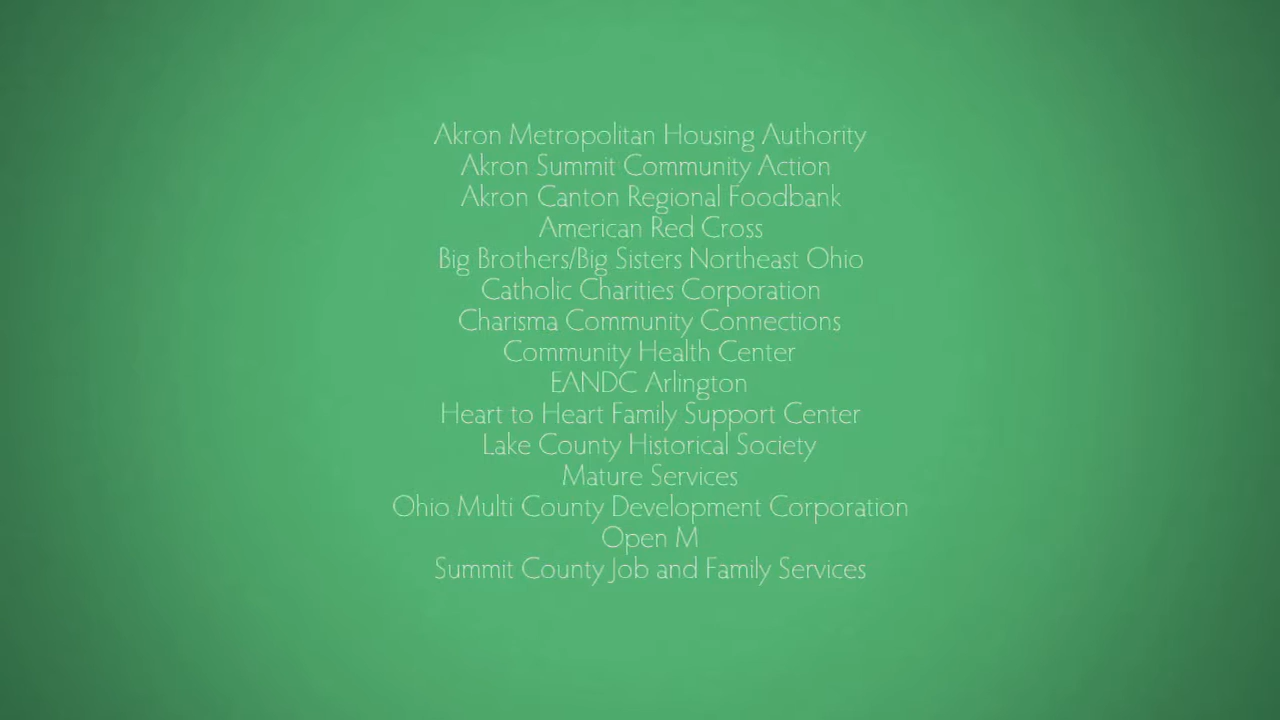 Akron Metropolitan Housing Authority
Akron Summit Community Action
Akron Canton Regional Foodbank
American Red Cross
Big Brothers/Big Sisters Northeast Ohio
Catholic Charities Corporation
Charisma Community Connections
Community Health Center
EANDC Arlington
Heart to Heart Family Support Center
Lake County Historical Society
Mature Services
Ohio Multi County Development Corporation
Open M
Summit County Job and Family Services